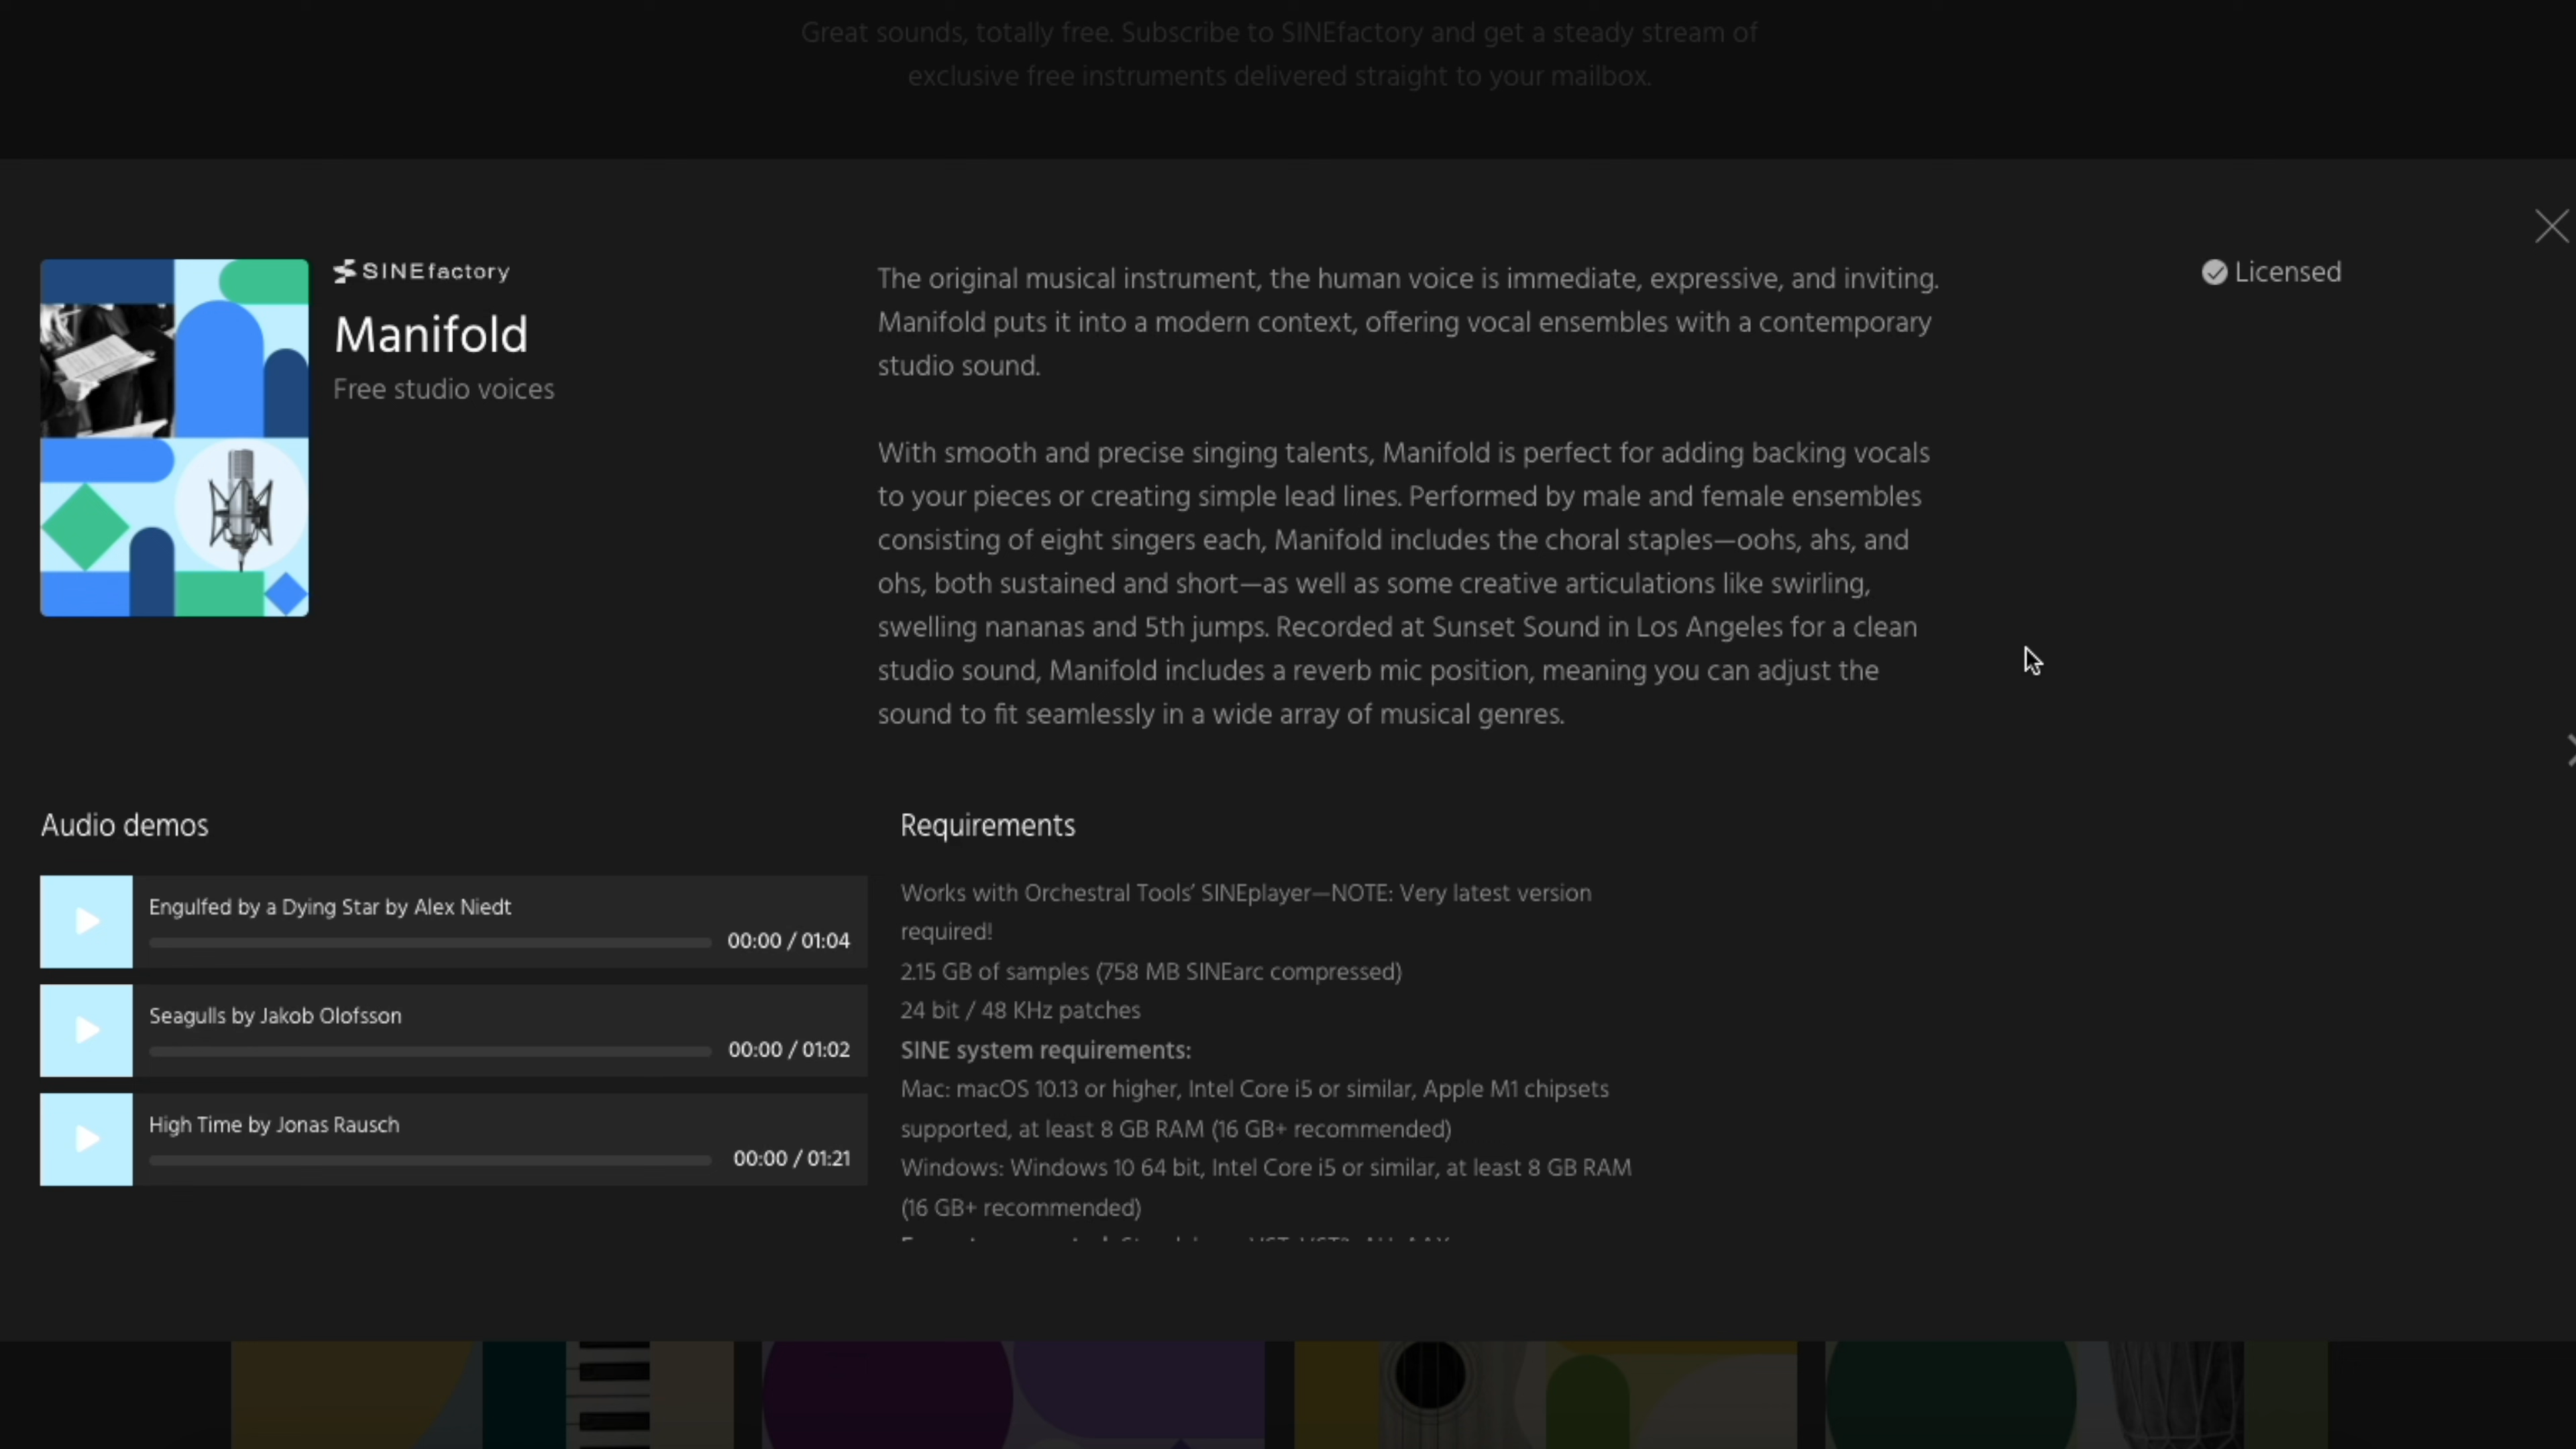 Great sounds, totally free. Subscribe to SINEfactory and get a steady stream of
exclusive free instruments delivered straight to your mailbox.
SINEfactory
Manifold
Free studio voices
The original musical instrument, the human voice is immediate, expressive, and inviting.
Manifold puts it into a modern context, offering vocal ensembles with a contemporary
studio sound.
With smooth and precise singing talents, Manifold is perfect for adding backing vocals
to your pieces or creating simple lead lines. Performed by male and female ensembles
consisting of eight singers each, Manifold includes the choral staples—oohs, ahs, and
ohs, both sustained and short—as well as some creative articulations like swirling,
swelling nananas and 5th jumps. Recorded at Sunset Sound in Los Angeles for a clean
studio sound, Manifold includes a reverb mic position, meaning you can adjust the
sound to fit seamlessly in a wide array of musical genres.
Licensed
Audio demos
Engulfed by a Dying Star by Alex Niedt
00:00 / 01:04
Seagulls by Jakob Olofsson
00:00 / 01:02
High Time by Jonas Rausch
00:00 / 01:21
Requirements
Works with Orchestral Tools’ SINEplayer—NOTE: Very latest version
required!
2.15 GB of samples (758 MB SINEarc compressed)
24 bit / 48 KHz patches
SINE system requirements:
Mac: macOS 10.13 or higher, Intel Core i5 or similar, Apple M1 chipsets
supported, at least 8 GB RAM (16 GB+ recommended)
Windows: Windows 10 64 bit, Intel Core i5 or similar, at least 8 GB RAM
(16 GB+ recommended)